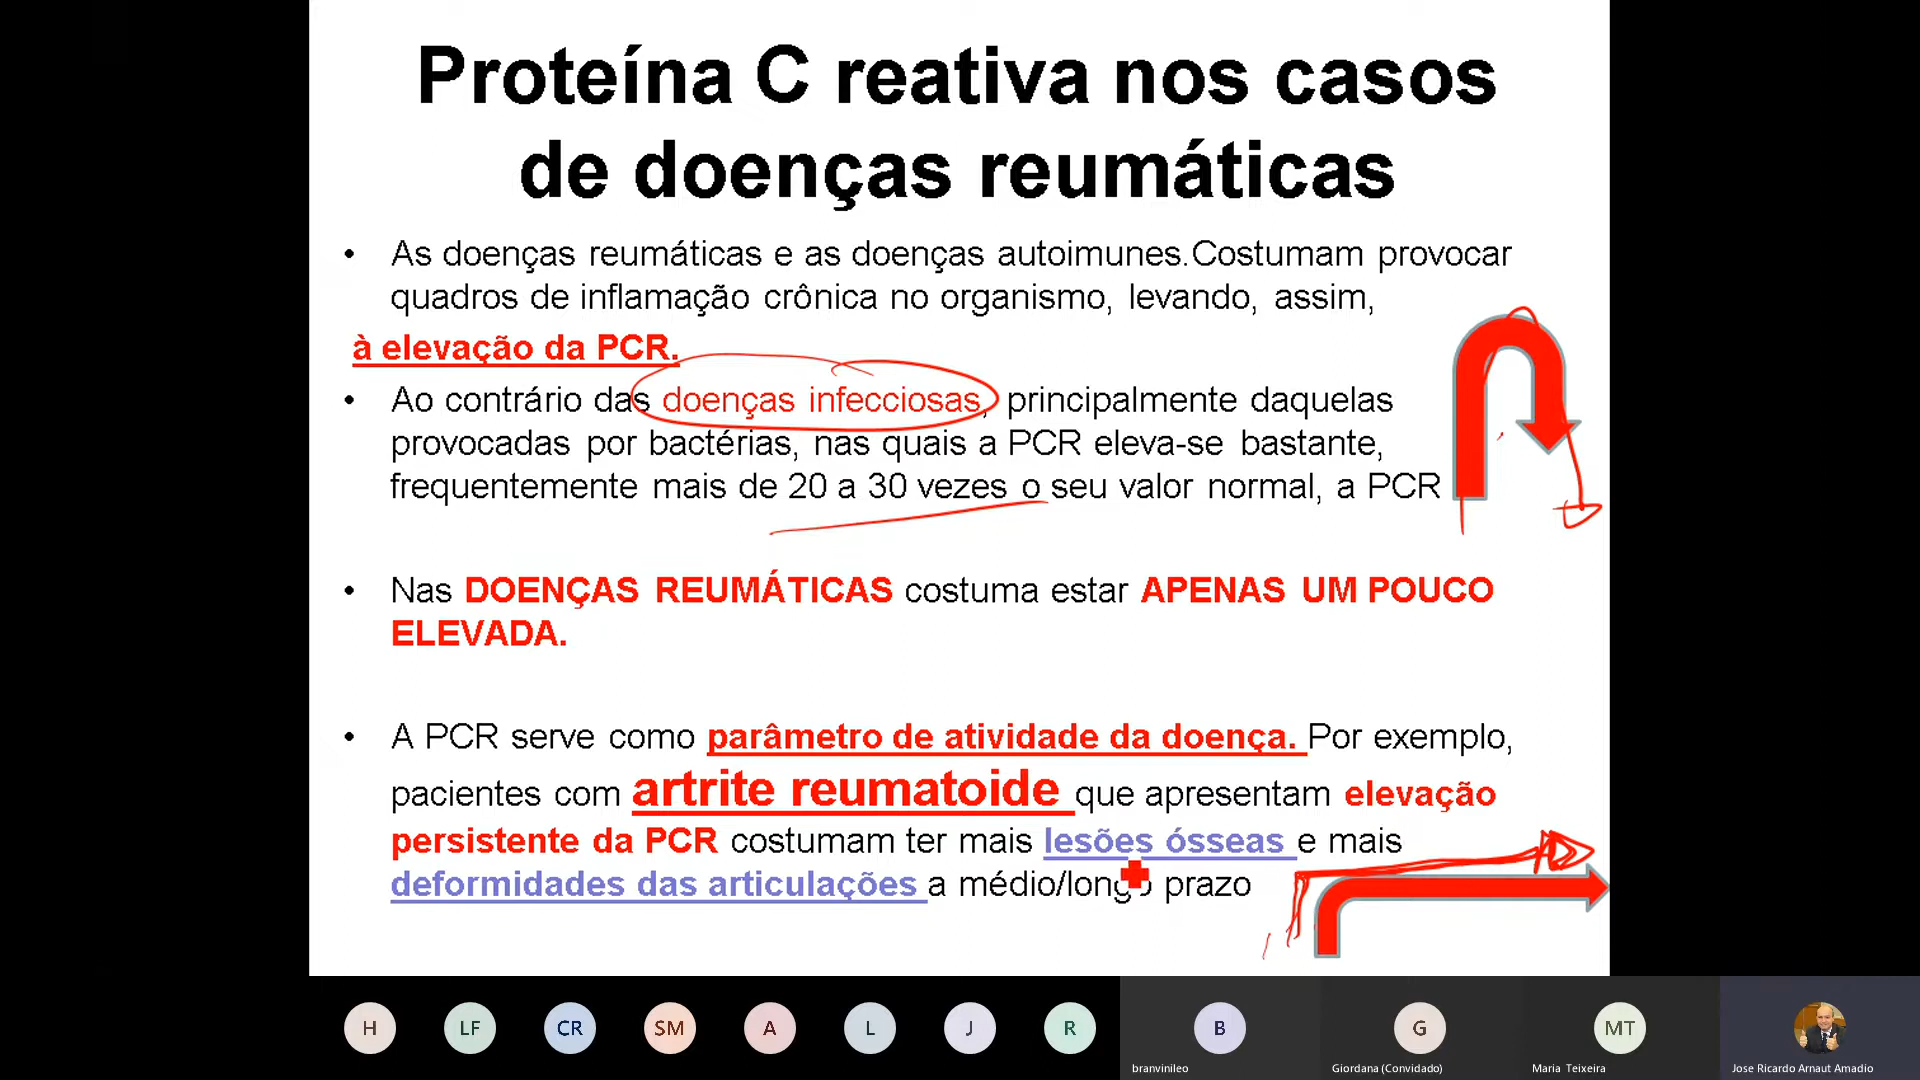 Proteína C reativa nos casos
de doenças reumáticas
• As doenças reumáticas e as doenças autoimunes.Costumam provocar
quadros de inflamação crônica no organismo, levando, assim,
à elevação da PCR.
• Ao contrário das doenças infecciosas, principalmente daquelas
provocadas por bactérias, nas quais a PCR eleva-se bastante,
frequentemente mais de 20 a 30 vezes o seu valor normal, a PCR
• Nas DOENÇAS REUMÁTICAS costuma estar APENAS UM POUCO
ELEVADA.
• A PCR serve como parâmetro de atividade da doença. Por exemplo,
pacientes com artrite reumatoide que apresentam elevação
persistente da PCR costumam ter mais lesões ósseas e mais
deformidades das articulações a médio/longo prazo
H LF CR SM A L J R B G MT
branvinileo Giordana (Convidado) Maria Teixeira Jose Ricardo Arnaut Amadio